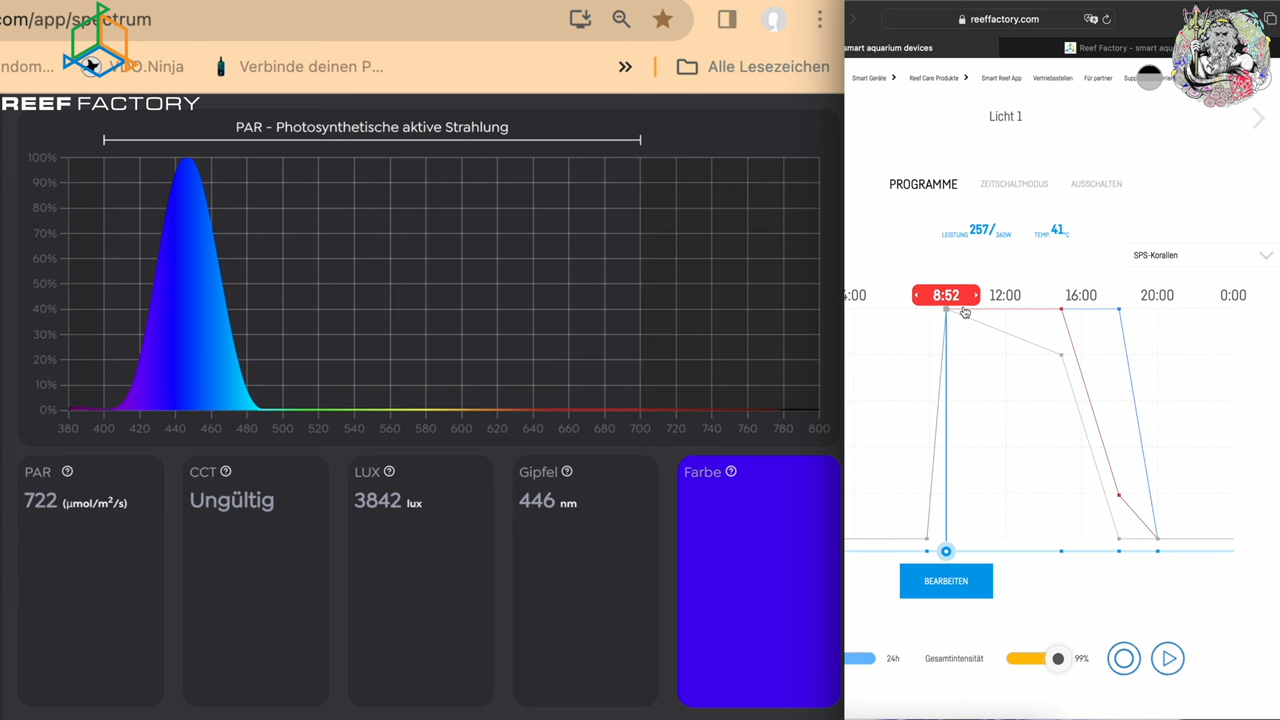 com/app/spectrum
ndom...
VDO.Ninja
Verbinde deinen P...
Alle Lesezeichen
REEF FACTORY
PAR - Photosynthetische aktive Strahlung
100%
90%
80%
70%
60%
50%
40%
30%
20%
10%
0%
380 400 420 440 460 480 500 520 540 560 580 600 620 640 660 680 700 720 740 760 780 800
PAR
722 (μmol/m²/s)
CCT
Ungültig
LUX
3842 lux
Gipfel
446 nm
Farbe
reeffactory.com
smart aquarium devices
Reef Factory - smart aqu
Smart Geräte
Reef Care Produkte
Smart Reef App
Vertriebsstellen
Für partner
Licht 1
PROGRAMME ZEITSCHALTMODUS AUSSCHALTEN
LEISTUNG 257/260W TEMP. 41°C
SPS-Korallen
4:00 8:52 12:00 16:00 20:00 0:00
BEARBEITEN
24h Gesamtintensität 99%